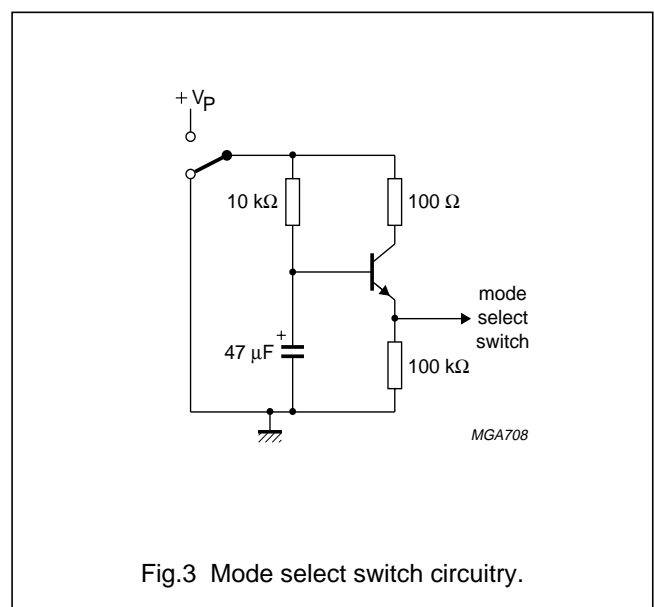 + VP
10 kΩ
100 Ω
mode
select
switch
+
47 µF
100 kΩ
MGA708
Fig.3 Mode select switch circuitry.